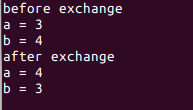 before exchange
a = 3
b = 4
after exchange
a = 4
b = 3